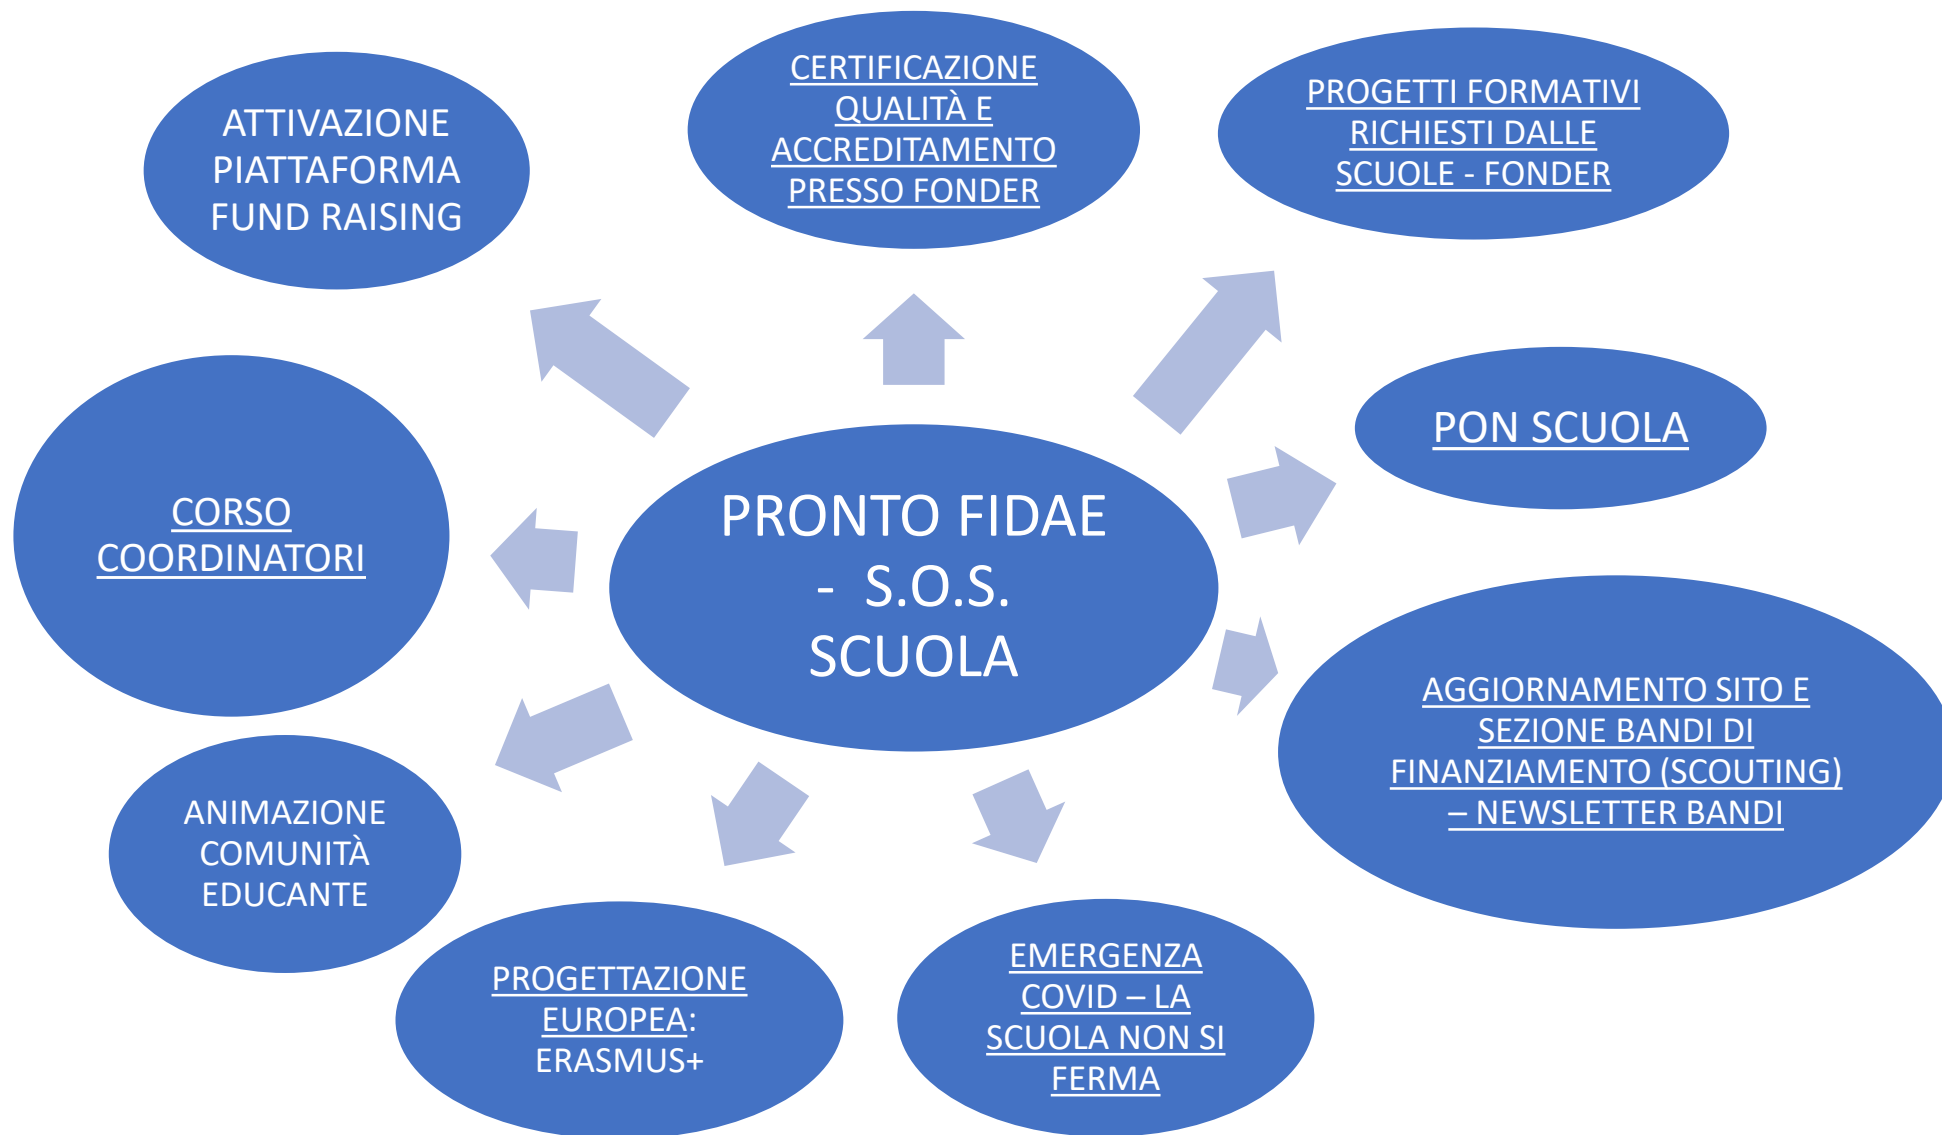 ATTIVAZIONE
PIATTAFORMA
FUND RAISING
CERTIFICAZIONE
QUALITÀ E
ACCREDITAMENTO
PRESSO FONDER
PROGETTI FORMATIVI
RICHIESTI DALLE
SCUOLE - FONDER
PON SCUOLA
CORSO
COORDINATORI
PRONTO FIDAE
- S.O.S.
SCUOLA
AGGIORNAMENTO SITO E
SEZIONE BANDI DI
FINANZIAMENTO (SCOUTING)
– NEWSLETTER BANDI
ANIMAZIONE
COMUNITÀ
EDUCANTE
PROGETTAZIONE
EUROPEA:
ERASMUS+
EMERGENZA
COVID – LA
SCUOLA NON SI
FERMA